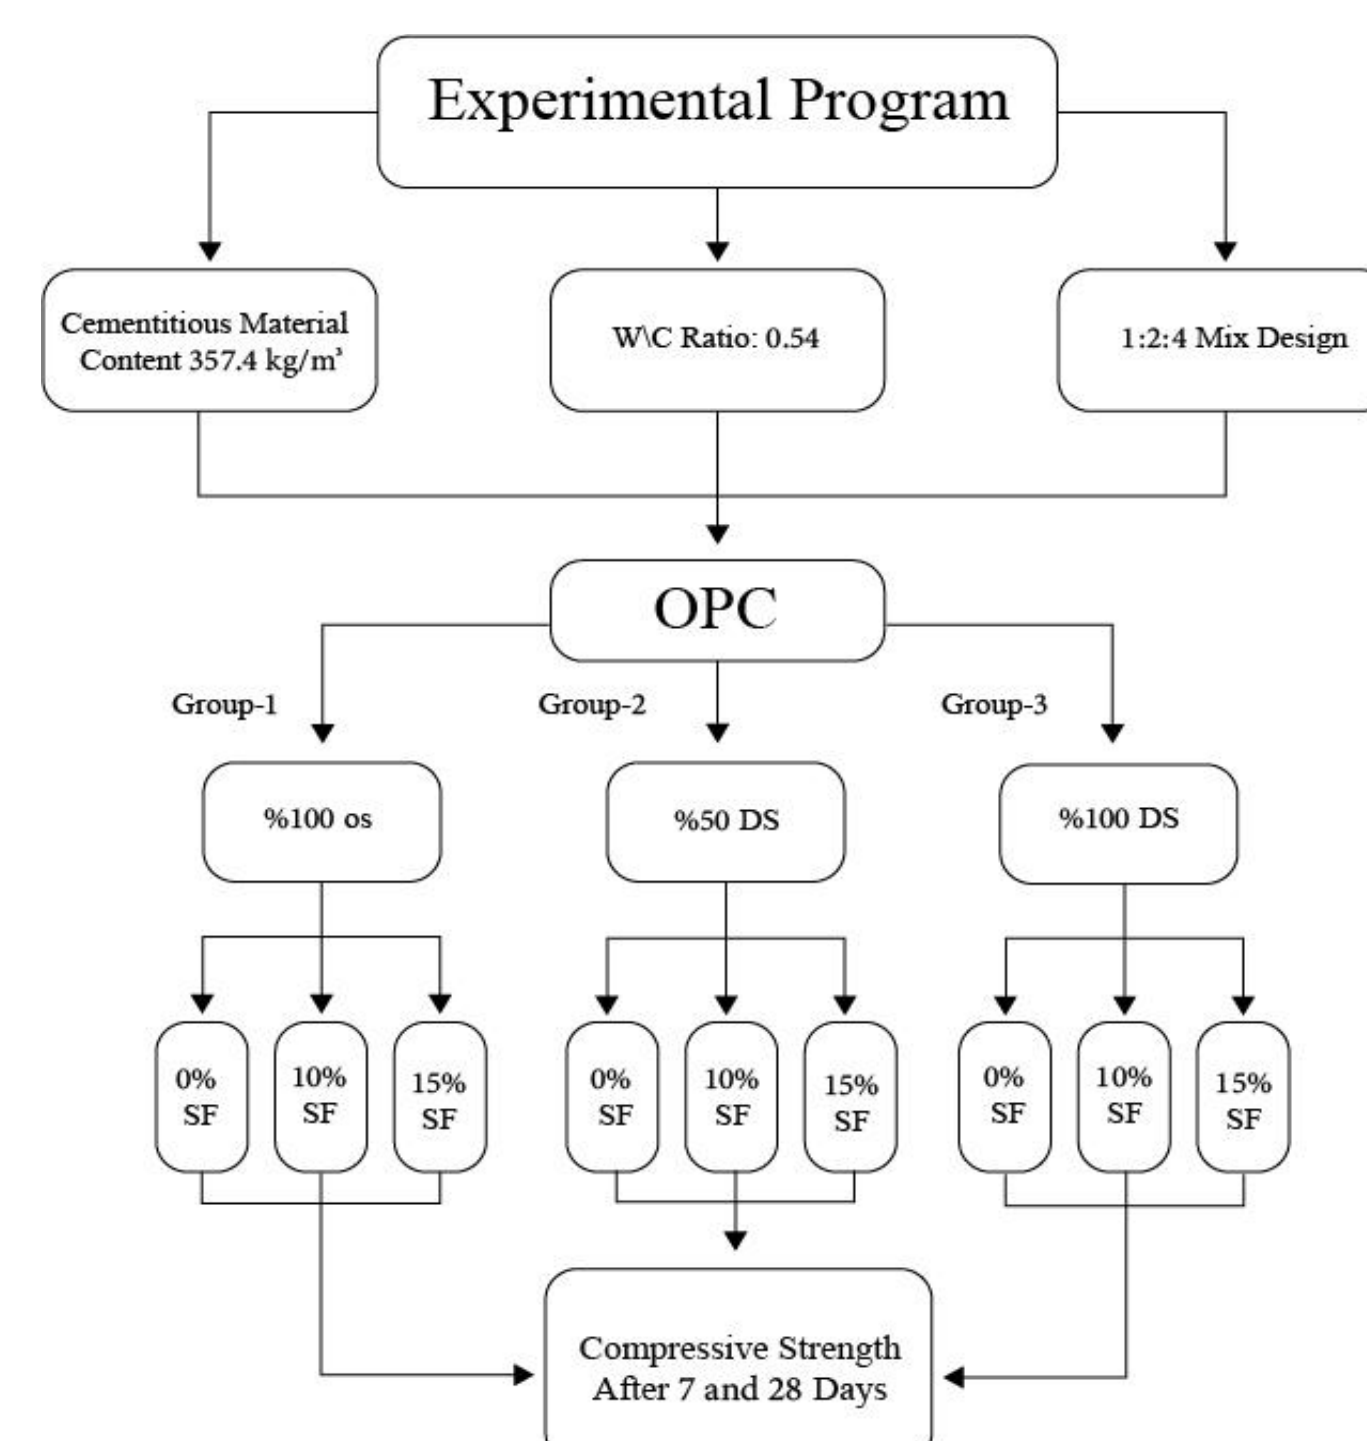 Experimental Program
Cementitious Material
Content 357.4 kg/m³
W\C Ratio: 0.54
1:2:4 Mix Design
OPC
Group-1
Group-2
Group-3
%100 os
%50 DS
%100 DS
0%
SF
10%
SF
15%
SF
0%
SF
10%
SF
15%
SF
0%
SF
10%
SF
15%
SF
Compressive Strength
After 7 and 28 Days